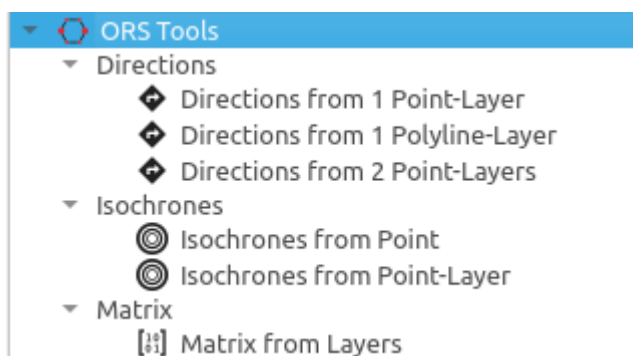 ORS Tools
Directions
Directions from 1 Point-Layer
Directions from 1 Polyline-Layer
Directions from 2 Point-Layers
Isochrones
Isochrones from Point
Isochrones from Point-Layer
Matrix
Matrix from Layers